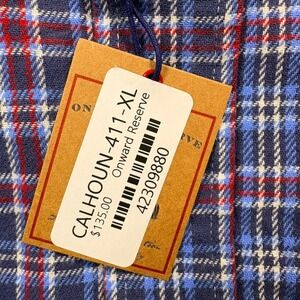 CALHOUN-411-XL
Onward Reserve
$135.00
42309880